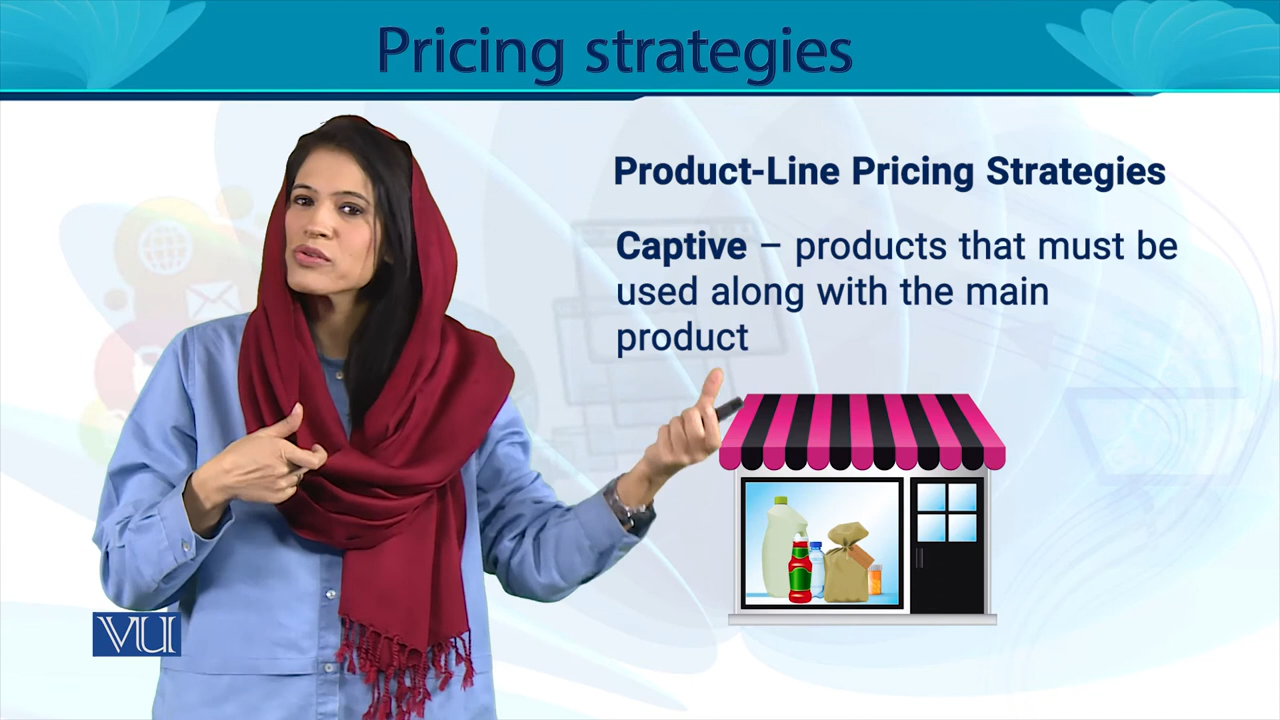 Pricing strategies
Product-Line Pricing Strategies
Captive – products that must be
used along with the main
product
VU